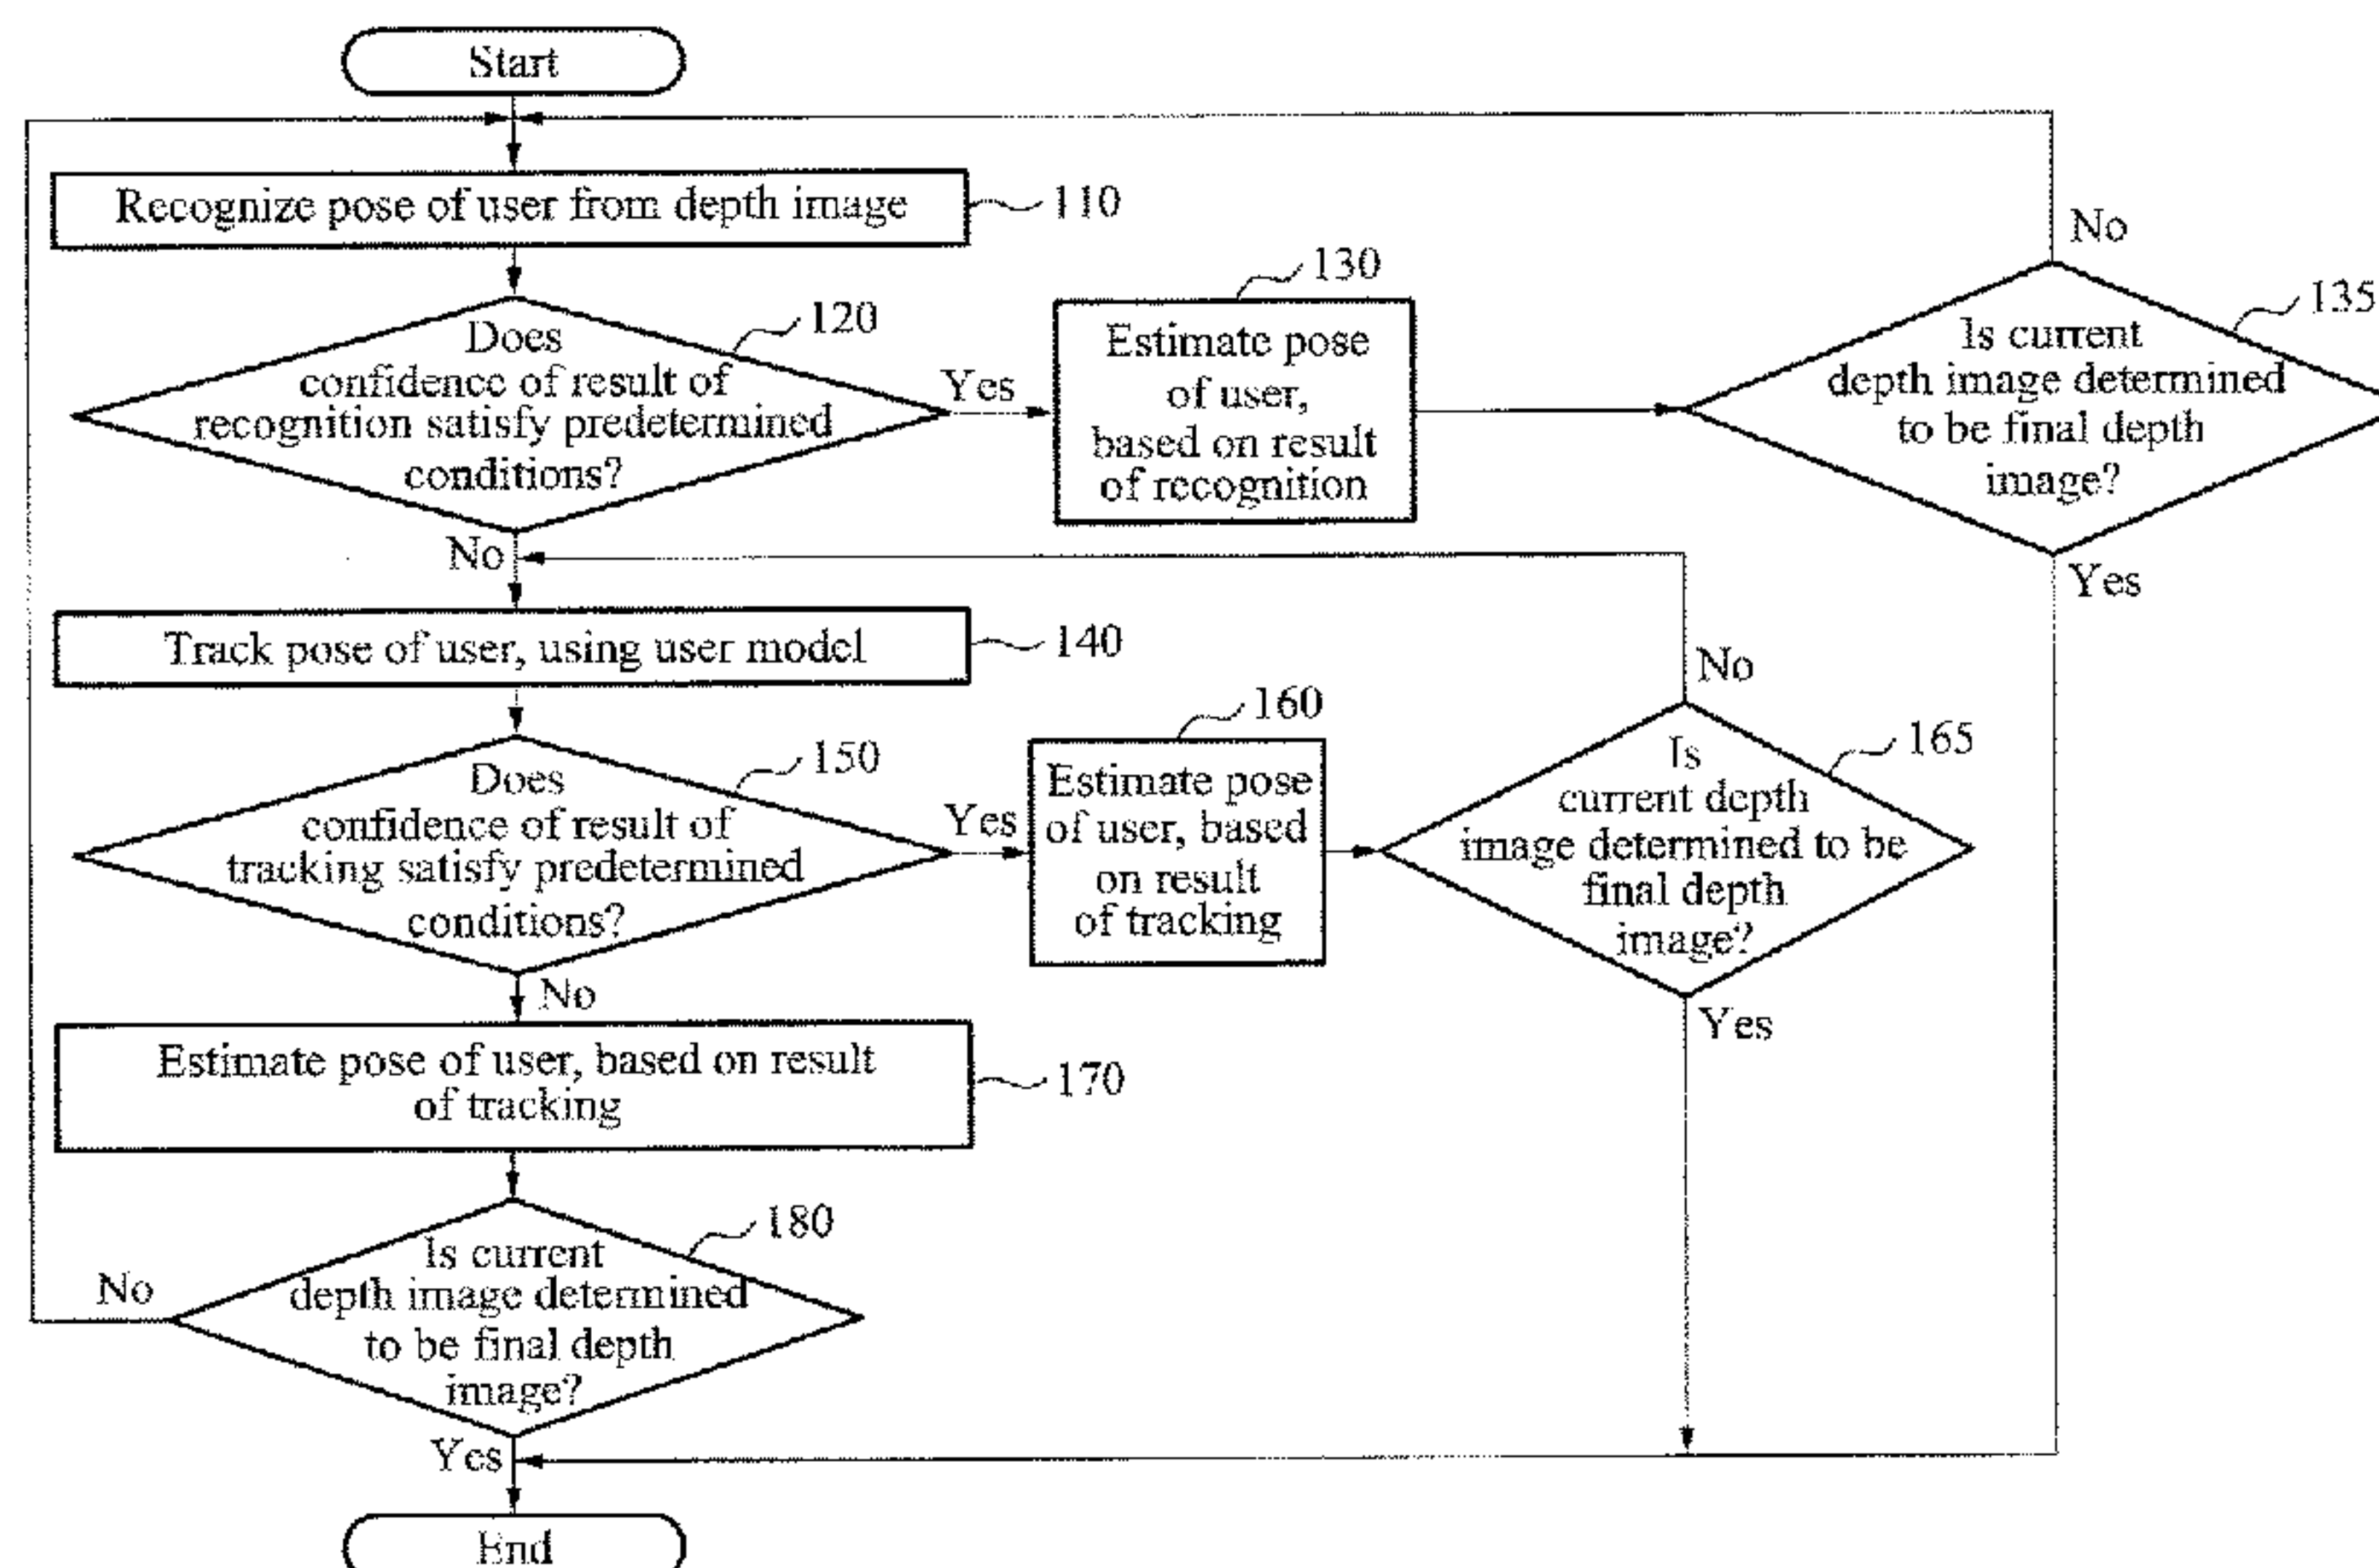 Start
Recognize pose of user from depth image
110
Does
confidence of result of
recognition satisfy predetermined
conditions?
120
Yes
No
130
Estimate pose
of user,
based on result
of recognition
135
Is current
depth image determined
to be final depth
image?
No
Yes
Track pose of user, using user model
140
Does
confidence of result of
tracking satisfy predetermined
conditions?
150
Yes
No
160
Estimate pose
of user, based
on result
of tracking
165
Is
current depth
image determined to be
final depth
image?
No
Yes
Estimate pose of user, based on result
of tracking
170
180
Is current
depth image determined
to be final depth
image?
No
Yes
End